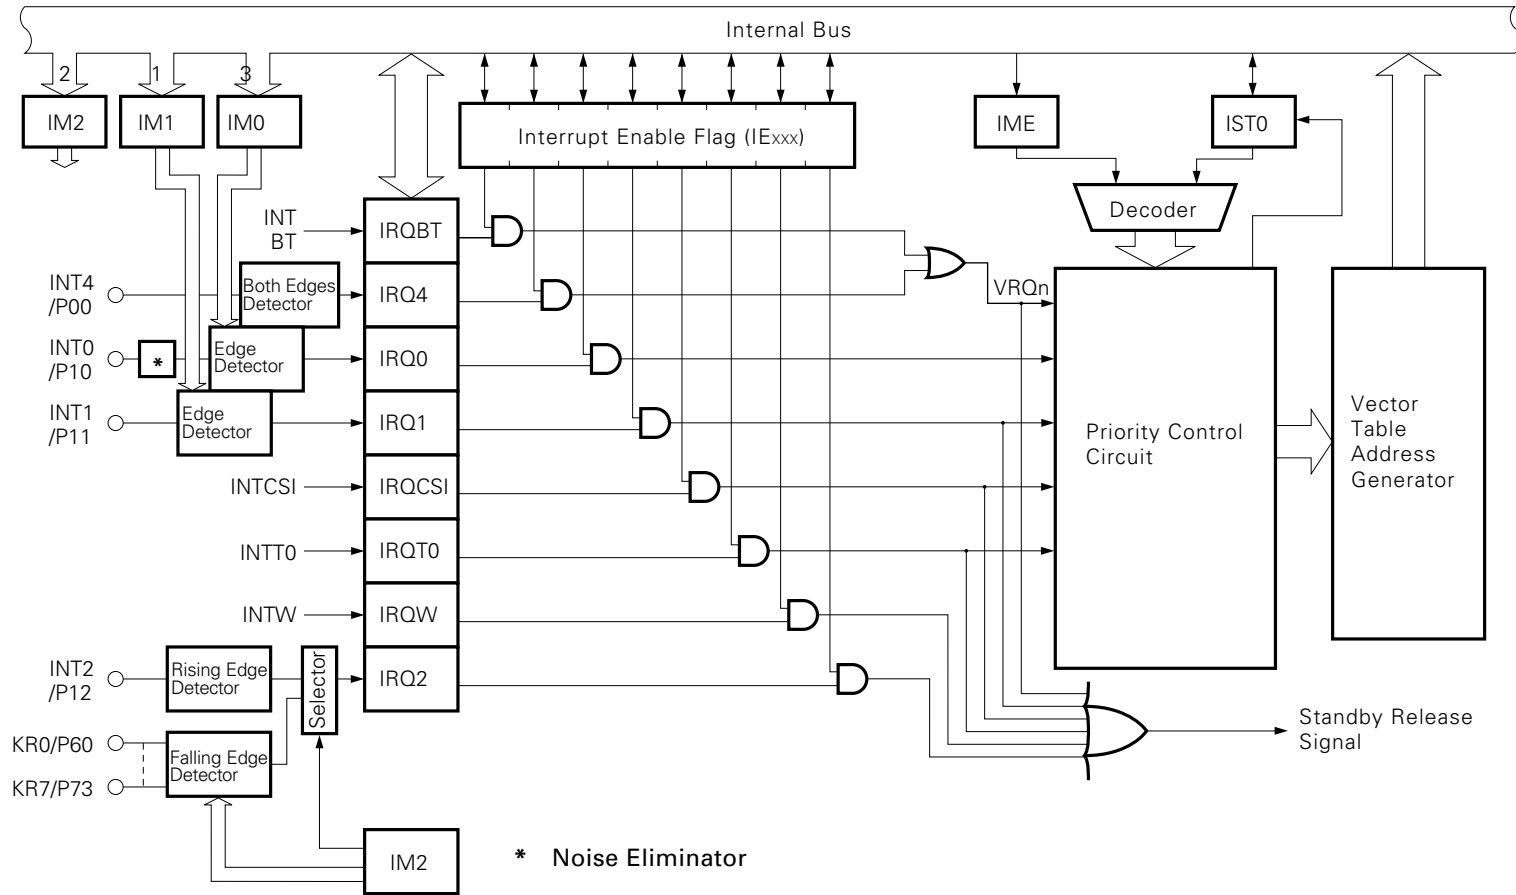 Internal Bus
2
1
3
IM2
IM1
IM0
Interrupt Enable Flag (IExxx)
IME
IST0
Decoder
INT
BT
IRQBT
INT4
/P00
Both Edges
Detector
IRQ4
VRQn
INT0
/P10
*
Edge
Detector
IRQ0
INT1
/P11
Edge
Detector
IRQ1
Priority Control
Circuit
Vector
Table
Address
Generator
INTCSI
IRQCSI
INTT0
IRQT0
INTW
IRQW
INT2
/P12
Rising Edge
Detector
Selector
IRQ2
KR0/P60
KR7/P73
Falling Edge
Detector
Standby Release
Signal
IM2
* Noise Eliminator